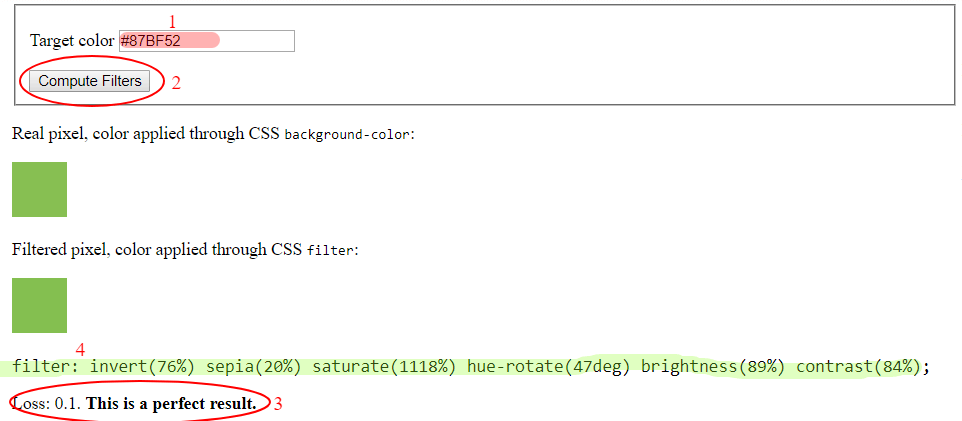 1
Target color #87BF52
Compute Filters 2
Real pixel, color applied through CSS background-color:
Filtered pixel, color applied through CSS filter:
4
filter: invert(76%) sepia(20%) saturate(1118%) hue-rotate(47deg) brightness(89%) contrast(84%);
Loss: 0.1. This is a perfect result. 3